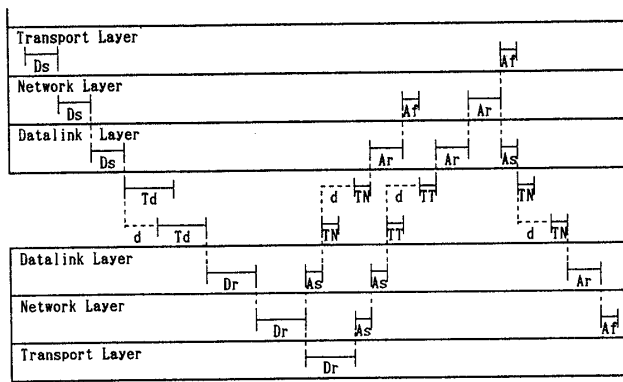 Transport Layer
Ds
Af
Network Layer
Ds
Af
Ar
Datalink Layer
Ds
Ar
Ar
As
Td
d
TN
d
TT
TN
d
Td
TN
TT
d
TN
Datalink Layer
Dr
As
As
Ar
Network Layer
Dr
As
Af
Transport Layer
Dr